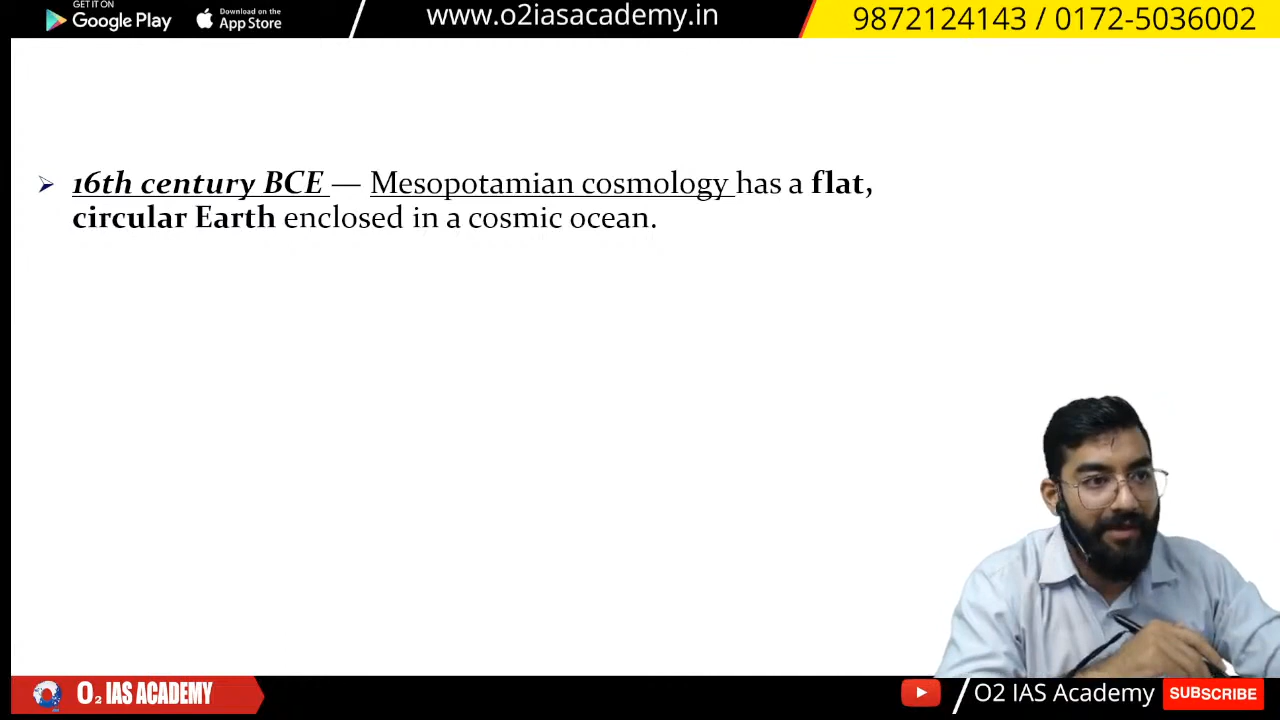 GET IT ON
Google Play
Download on the
App Store
www.o2iasacademy.in
9872124143 / 0172-5036002
16th century BCE — Mesopotamian cosmology has a flat,
circular Earth enclosed in a cosmic ocean.
O2 IAS ACADEMY
O2 IAS Academy
SUBSCRIBE